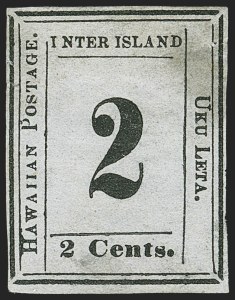 INTER ISLAND
HAWAIIAN POSTAGE.
2
UKU LETA.
2 Cents.